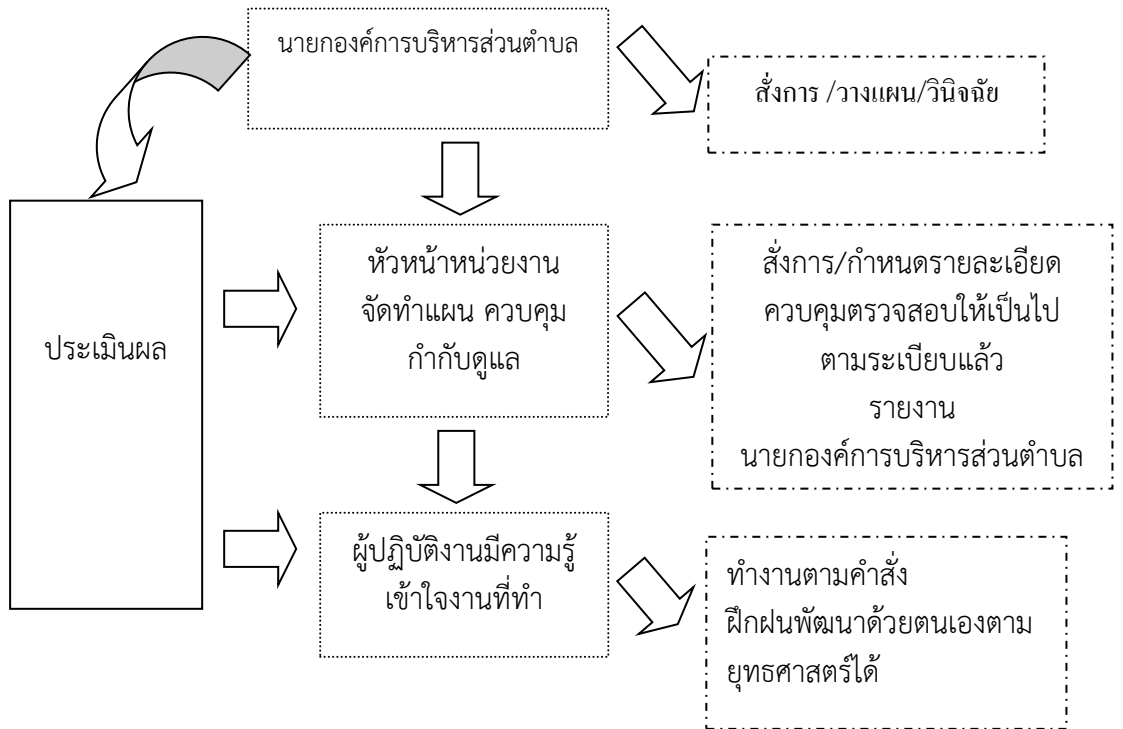 นายกองค์การบริหารส่วนตำบล
สั่งการ /วางแผน/วินิจฉัย
ประเมินผล
หัวหน้าหน่วยงาน
จัดทำแผน ควบคุม
กำกับดูแล
สั่งการ/กำหนดรายละเอียด
ควบคุมตรวจสอบให้เป็นไป
ตามระเบียบแล้ว
รายงาน
นายกองค์การบริหารส่วนตำบล
ผู้ปฏิบัติงานมีความรู้
เข้าใจงานที่ทำ
ทำงานตามคำสั่ง
ฝึกฝนพัฒนาด้วยตนเองตาม
ยุทธศาสตร์ได้